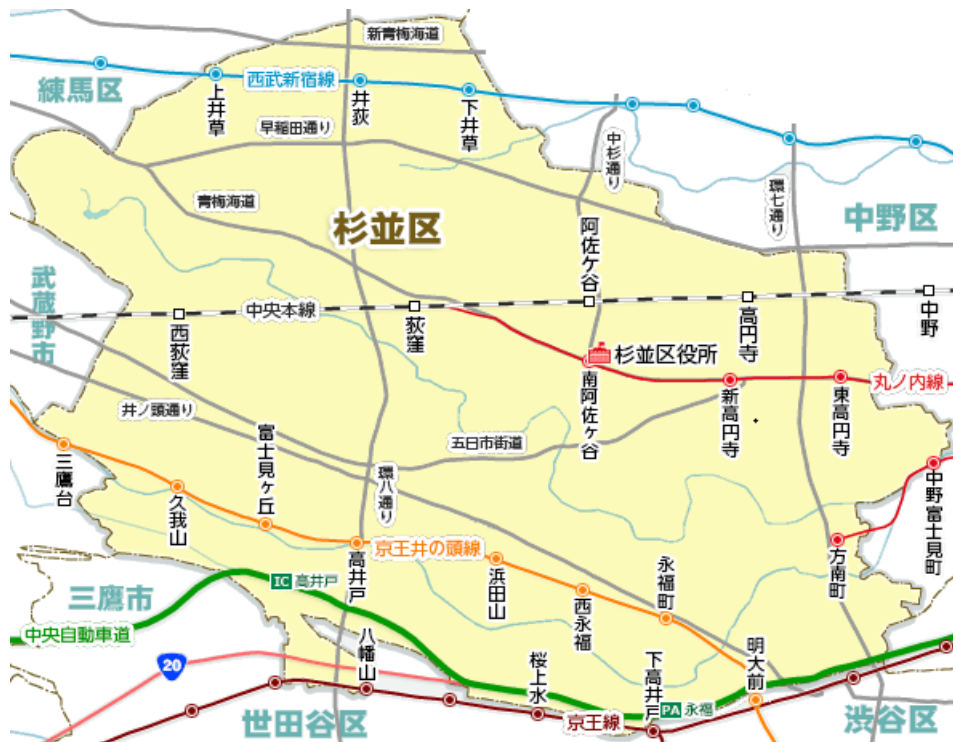 新青梅海道
練馬区
西武新宿線
上井草
井荻
下井草
早稲田通り
中杉通り
環七通り
青梅海道
杉並区
中野区
阿佐ケ谷
武蔵野市
中央本線
西荻窪
荻窪
高円寺
中野
杉並区役所
南阿佐ヶ谷
新高円寺
東高円寺
丸ノ内線
井ノ頭通り
五日市街道
三鷹台
久我山
富士見ヶ丘
環八通り
中野富士見町
高井戸
京王井の頭線
浜田山
西永福
永福町
方南町
三鷹市
IC 高井戸
中央自動車道
20
八幡山
桜上水
下高井戸
明大前
PA 永福
世田谷区
京王線
渋谷区